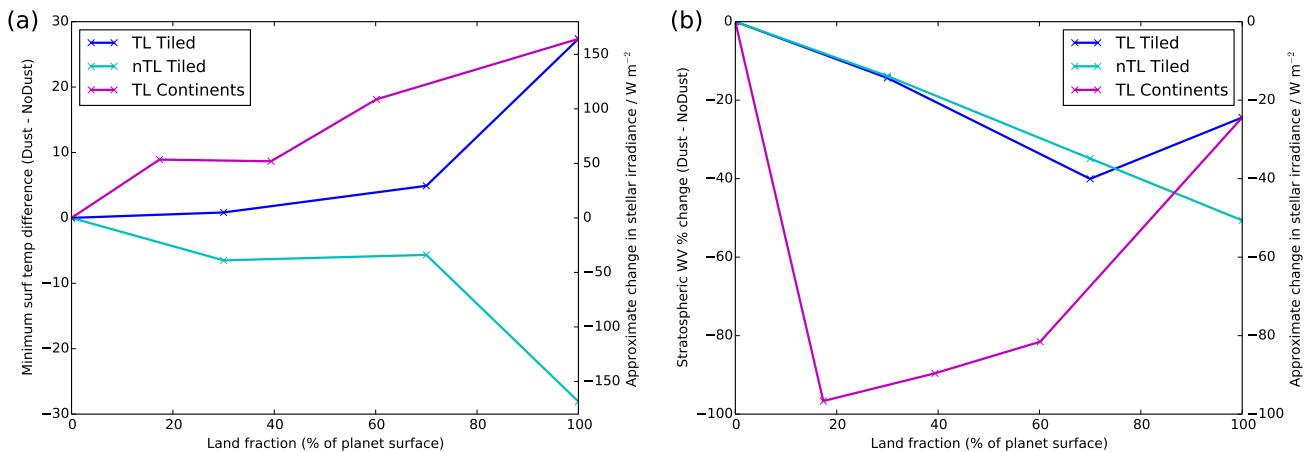 (a)
Minimum surf temp difference (Dust - NoDust)
30
20
10
0
−10
−20
−30
TL Tiled
nTL Tiled
TL Continents
150
100
50
0
−50
−100
−150
Approximate change in stellar irradiance / W m⁻²
0
20
40
60
80
100
Land fraction (% of planet surface)
(b)
Stratospheric WV % change (Dust - NoDust)
0
−20
−40
−60
−80
−100
TL Tiled
nTL Tiled
TL Continents
0
−20
−40
−60
−80
−100
Approximate change in stellar irradiance / W m⁻²
0
20
40
60
80
100
Land fraction (% of planet surface)